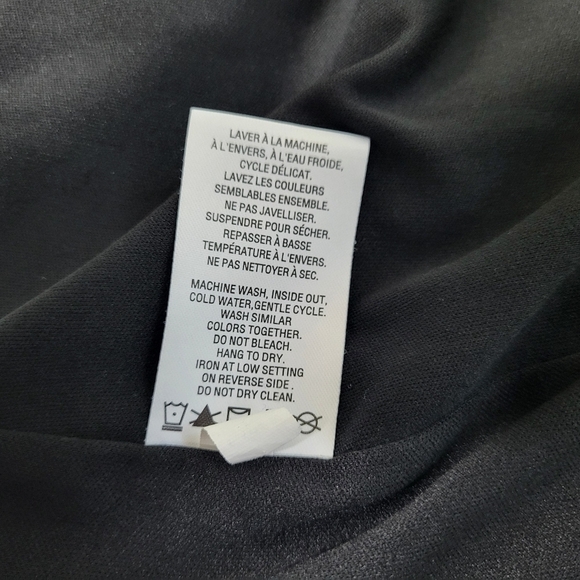 LAVER À LA MACHINE,
À L'ENVERS, À L'EAU FROIDE,
CYCLE DÉLICAT.
LAVEZ LES COULEURS
SEMBLABLES ENSEMBLE.
NE PAS JAVELLISER.
SUSPENDRE POUR SÉCHER.
REPASSER À BASSE
TEMPÉRATURE À L'ENVERS.
NE PAS NETTOYER À SEC.
MACHINE WASH, INSIDE OUT,
COLD WATER,GENTLE CYCLE.
WASH SIMILAR
COLORS TOGETHER.
DO NOT BLEACH.
HANG TO DRY.
IRON AT LOW SETTING
ON REVERSE SIDE .
DO NOT DRY CLEAN.